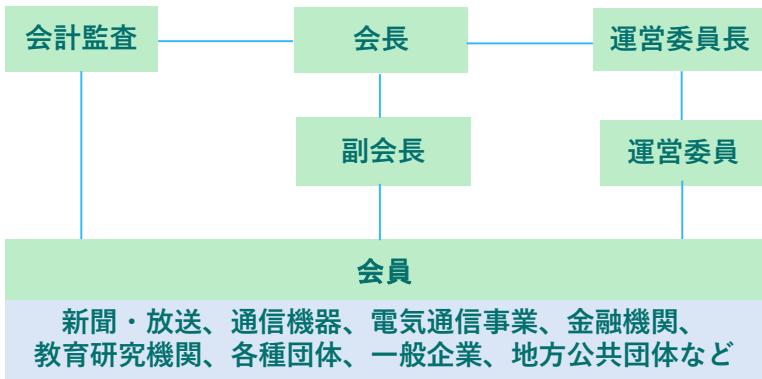 会計監査
会長
運営委員長
副会長
運営委員
会員
新聞・放送、通信機器、電気通信事業、金融機関、
教育研究機関、各種団体、一般企業、地方公共団体など